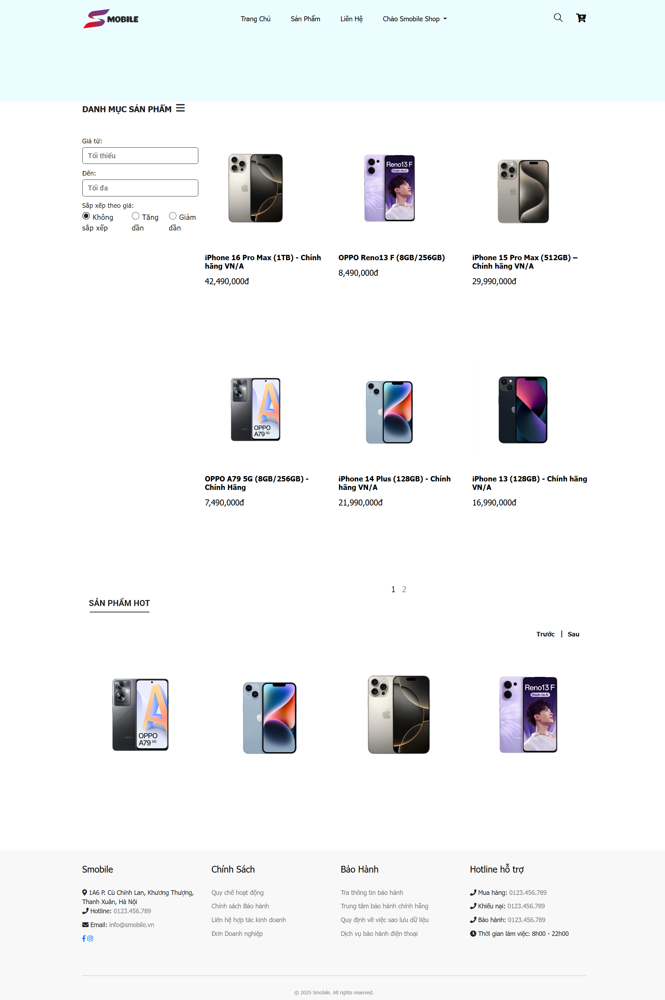 MOBILE
Trang Chủ
Sản Phẩm
Liên Hệ
Chào Smobile Shop
DANH MỤC SẢN PHẨM
Giá từ:
Tối thiểu
Đến:
Tối đa
Sắp xếp theo giá:
Không sắp xếp
Tăng dần
Giảm dần
Reno13 F
Chuyên Gia AI
iPhone 16 Pro Max (1TB) - Chính
hãng VN/A
42,490,000đ
OPPO Reno13 F (8GB/256GB)
8,490,000đ
iPhone 15 Pro Max (512GB) –
Chính hãng VN/A
29,990,000đ
OPPO
A79 5G
OPPO A79 5G (8GB/256GB) -
Chính Hãng
7,490,000đ
iPhone 14 Plus (128GB) - Chính
hãng VN/A
21,990,000đ
iPhone 13 (128GB) - Chính hãng
VN/A
16,990,000đ
1 2
SẢN PHẨM HOT
Trước | Sau
oppo
OPPO
A79 5G
Reno13 F
Chuyên Gia AI
Smobile
1A6 P. Cù Chính Lan, Khương Thượng,
Thanh Xuân, Hà Nội
Hotline: 0123.456.789
Email: info@smobile.vn
Chính Sách
Quy chế hoạt động
Chính sách Bảo hành
Liên hệ hợp tác kinh doanh
Đơn Doanh nghiệp
Bảo Hành
Tra thông tin bảo hành
Trung tâm bảo hành chính hãng
Quy định về việc sao lưu dữ liệu
Dịch vụ bảo hành điện thoại
Hotline hỗ trợ
Mua hàng: 0123.456.789
Khiếu nại: 0123.456.789
Bảo hành: 0123.456.789
Thời gian làm việc: 8h00 - 22h00
© 2025 Smobile. All rights reserved.